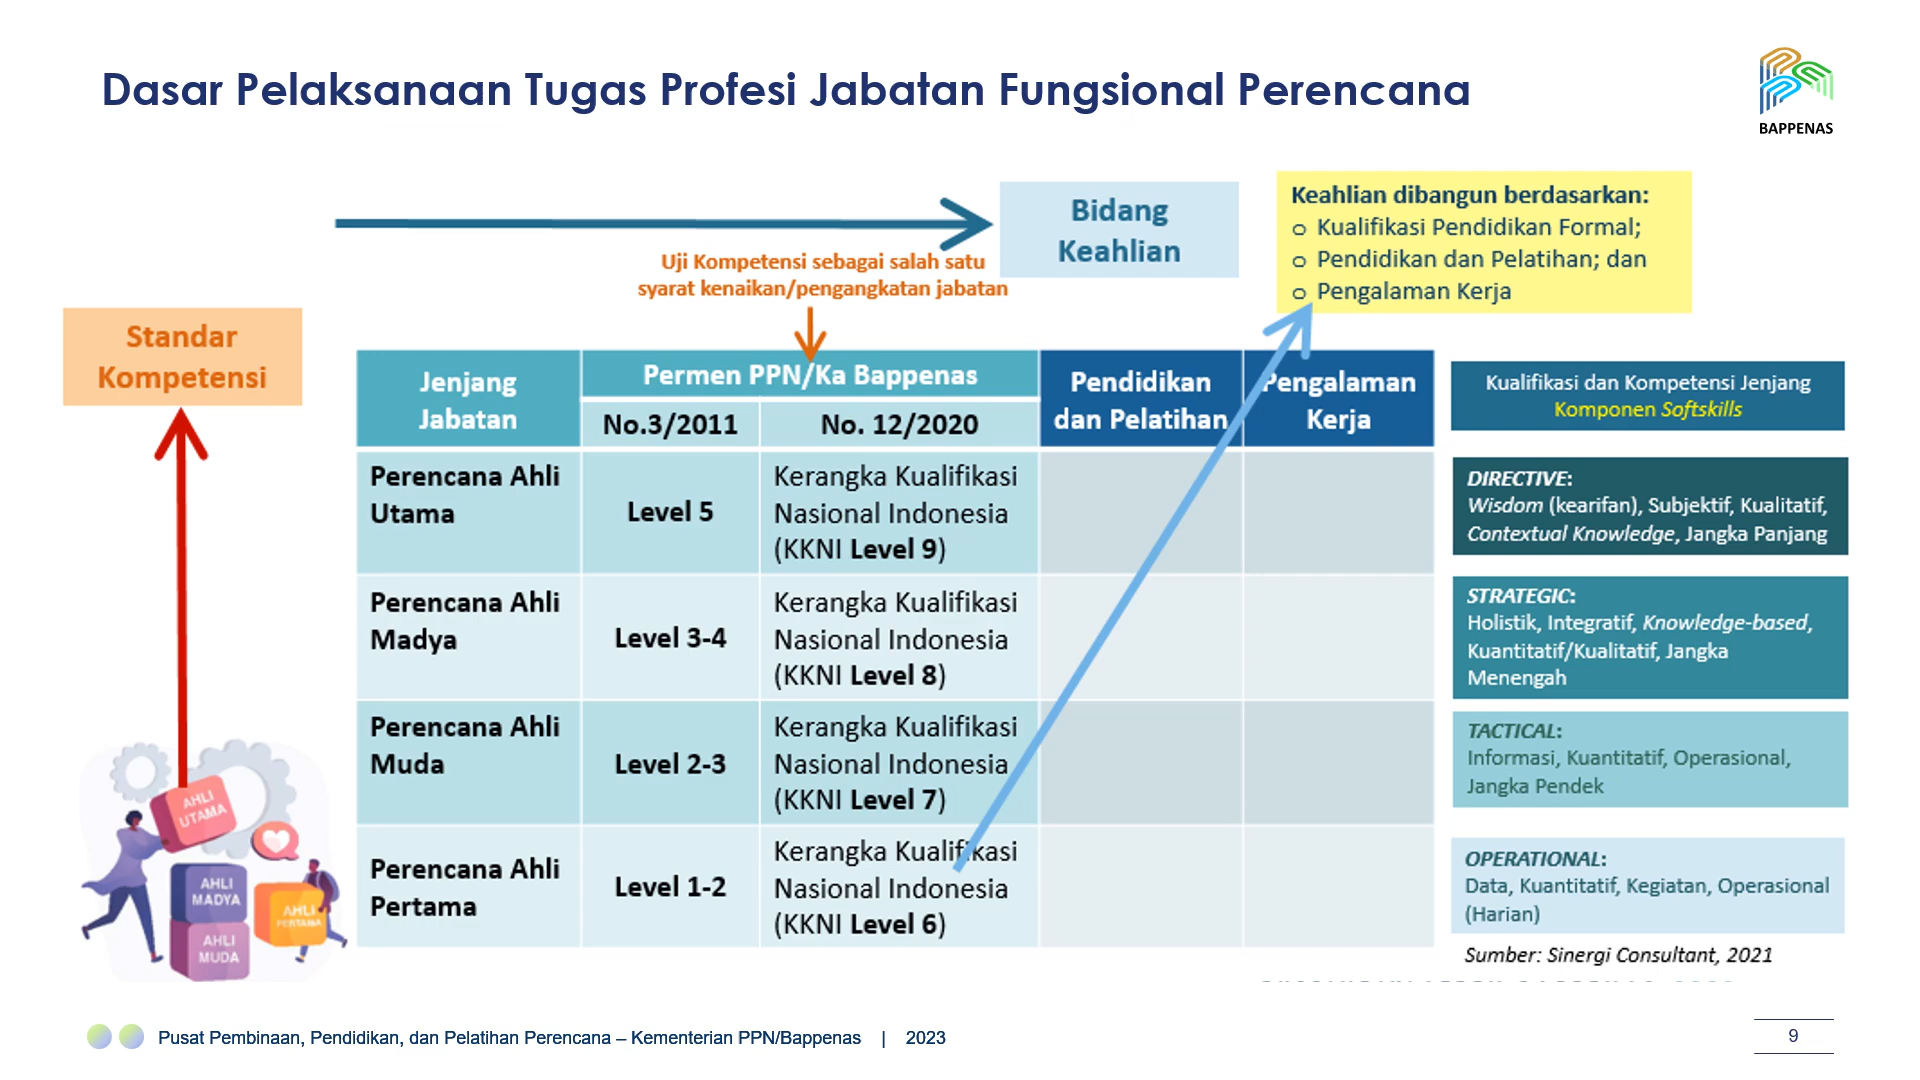 Dasar Pelaksanaan Tugas Profesi Jabatan Fungsional Perencana
BAPPENAS
Bidang
Keahlian
Keahlian dibangun berdasarkan:
o Kualifikasi Pendidikan Formal;
o Pendidikan dan Pelatihan; dan
o Pengalaman Kerja
Uji Kompetensi sebagai salah satu
syarat kenaikan/pengangkatan jabatan
Standar
Kompetensi
Jenjang
Jabatan
Permen PPN/Ka Bappenas
No.3/2011
No. 12/2020
Pendidikan
dan Pelatihan
Pengalaman
Kerja
Perencana Ahli
Utama
Level 5
Kerangka Kualifikasi
Nasional Indonesia
(KKNI Level 9)
Perencana Ahli
Madya
Level 3-4
Kerangka Kualifikasi
Nasional Indonesia
(KKNI Level 8)
Perencana Ahli
Muda
Level 2-3
Kerangka Kualifikasi
Nasional Indonesia
(KKNI Level 7)
Perencana Ahli
Pertama
Level 1-2
Kerangka Kualifikasi
Nasional Indonesia
(KKNI Level 6)
Kualifikasi dan Kompetensi Jenjang
Komponen Softskills
DIRECTIVE:
Wisdom (kearifan), Subjektif, Kualitatif,
Contextual Knowledge, Jangka Panjang
STRATEGIC:
Holistik, Integratif, Knowledge-based,
Kuantitatif/Kualitatif, Jangka
Menengah
TACTICAL:
Informasi, Kuantitatif, Operasional,
Jangka Pendek
OPERATIONAL:
Data, Kuantitatif, Kegiatan, Operasional
(Harian)
Sumber: Sinergi Consultant, 2021
AHLI
UTAMA
AHLI
MADYA
AHLI
PERTAMA
AHLI
MUDA
Pusat Pembinaan, Pendidikan, dan Pelatihan Perencana – Kementerian PPN/Bappenas | 2023
9